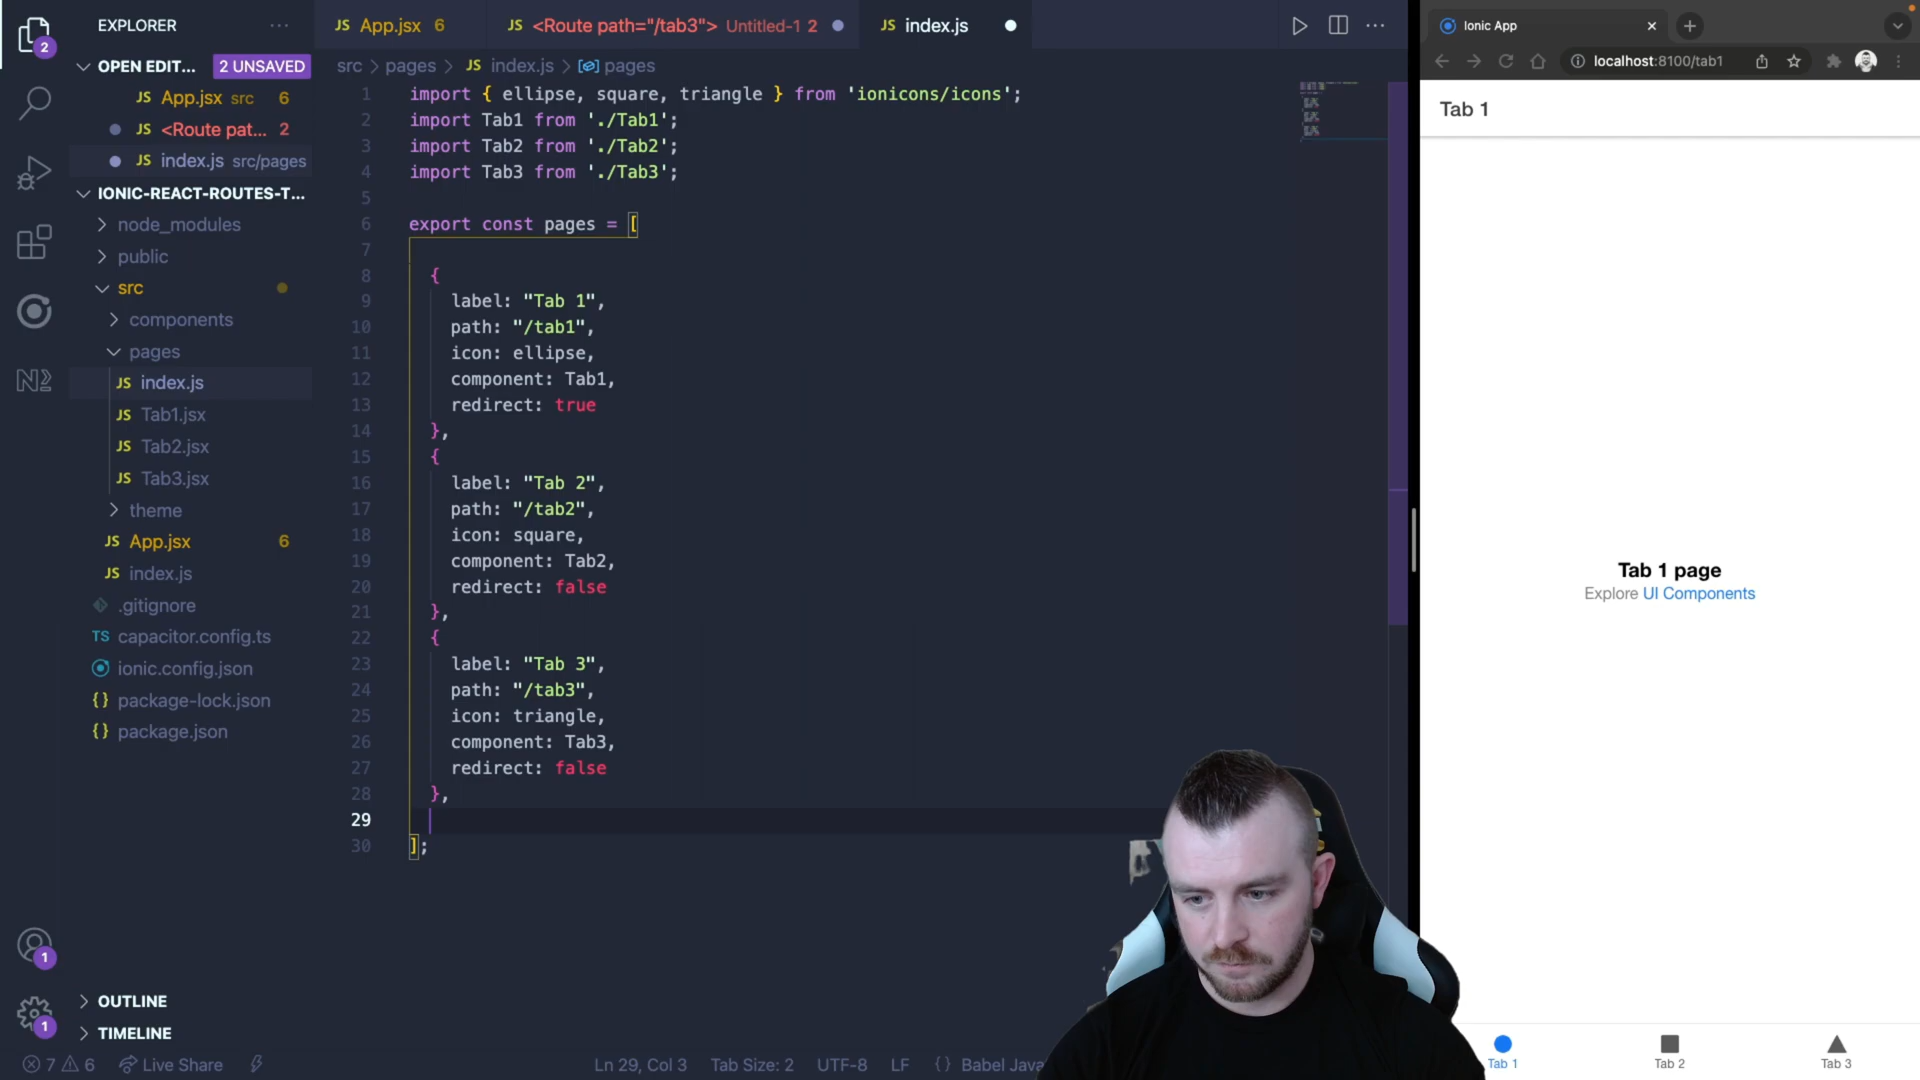 EXPLORER
OPEN EDIT... 2 UNSAVED
JS App.jsx src 6
JS <Route pat... 2
JS index.js src/pages
IONIC-REACT-ROUTES-T...
node_modules
public
src
components
pages
JS index.js
JS Tab1.jsx
JS Tab2.jsx
JS Tab3.jsx
theme
JS App.jsx 6
JS index.js
.gitignore
TS capacitor.config.ts
ionic.config.json
{} package-lock.json
{} package.json
OUTLINE
TIMELINE
2
1
1
JS App.jsx 6
JS <Route path="/tab3"> Untitled-1 2
JS index.js
src > pages > JS index.js > pages
1 import { ellipse, square, triangle } from 'ionicons/icons';
2 import Tab1 from './Tab1';
3 import Tab2 from './Tab2';
4 import Tab3 from './Tab3';
5
6 export const pages = [
7
8 {
9 label: "Tab 1",
10 path: "/tab1",
11 icon: ellipse,
12 component: Tab1,
13 redirect: true
14 },
15 {
16 label: "Tab 2",
17 path: "/tab2",
18 icon: square,
19 component: Tab2,
20 redirect: false
21 },
22 {
23 label: "Tab 3",
24 path: "/tab3",
25 icon: triangle,
26 component: Tab3,
27 redirect: false
28 },
29
30 ];
7 6 Live Share
Ln 29, Col 3 Tab Size: 2 UTF-8 LF {} Babel Java
Ionic App
localhost:8100/tab1
Tab 1
Tab 1 page
Explore UI Components
Tab 1 Tab 2 Tab 3